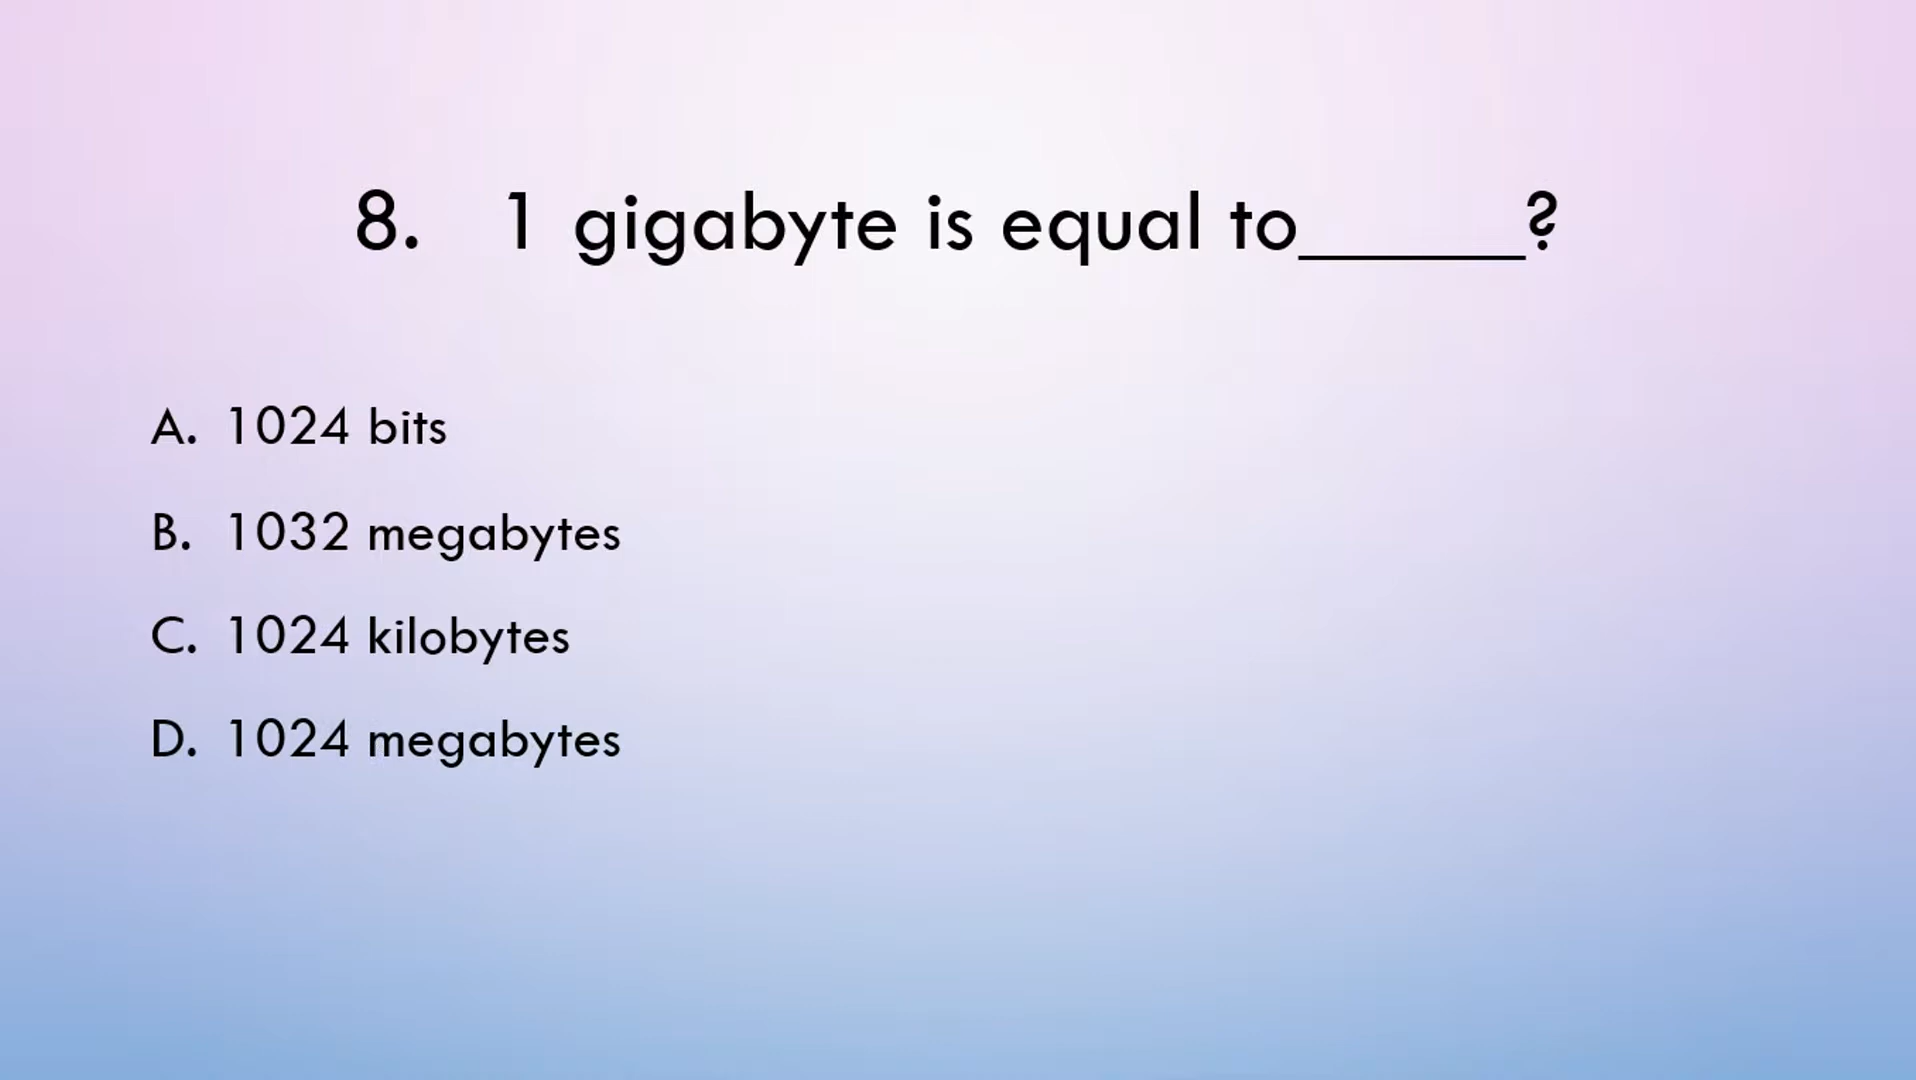 8. 1 gigabyte is equal to______?
A. 1024 bits
B. 1032 megabytes
C. 1024 kilobytes
D. 1024 megabytes